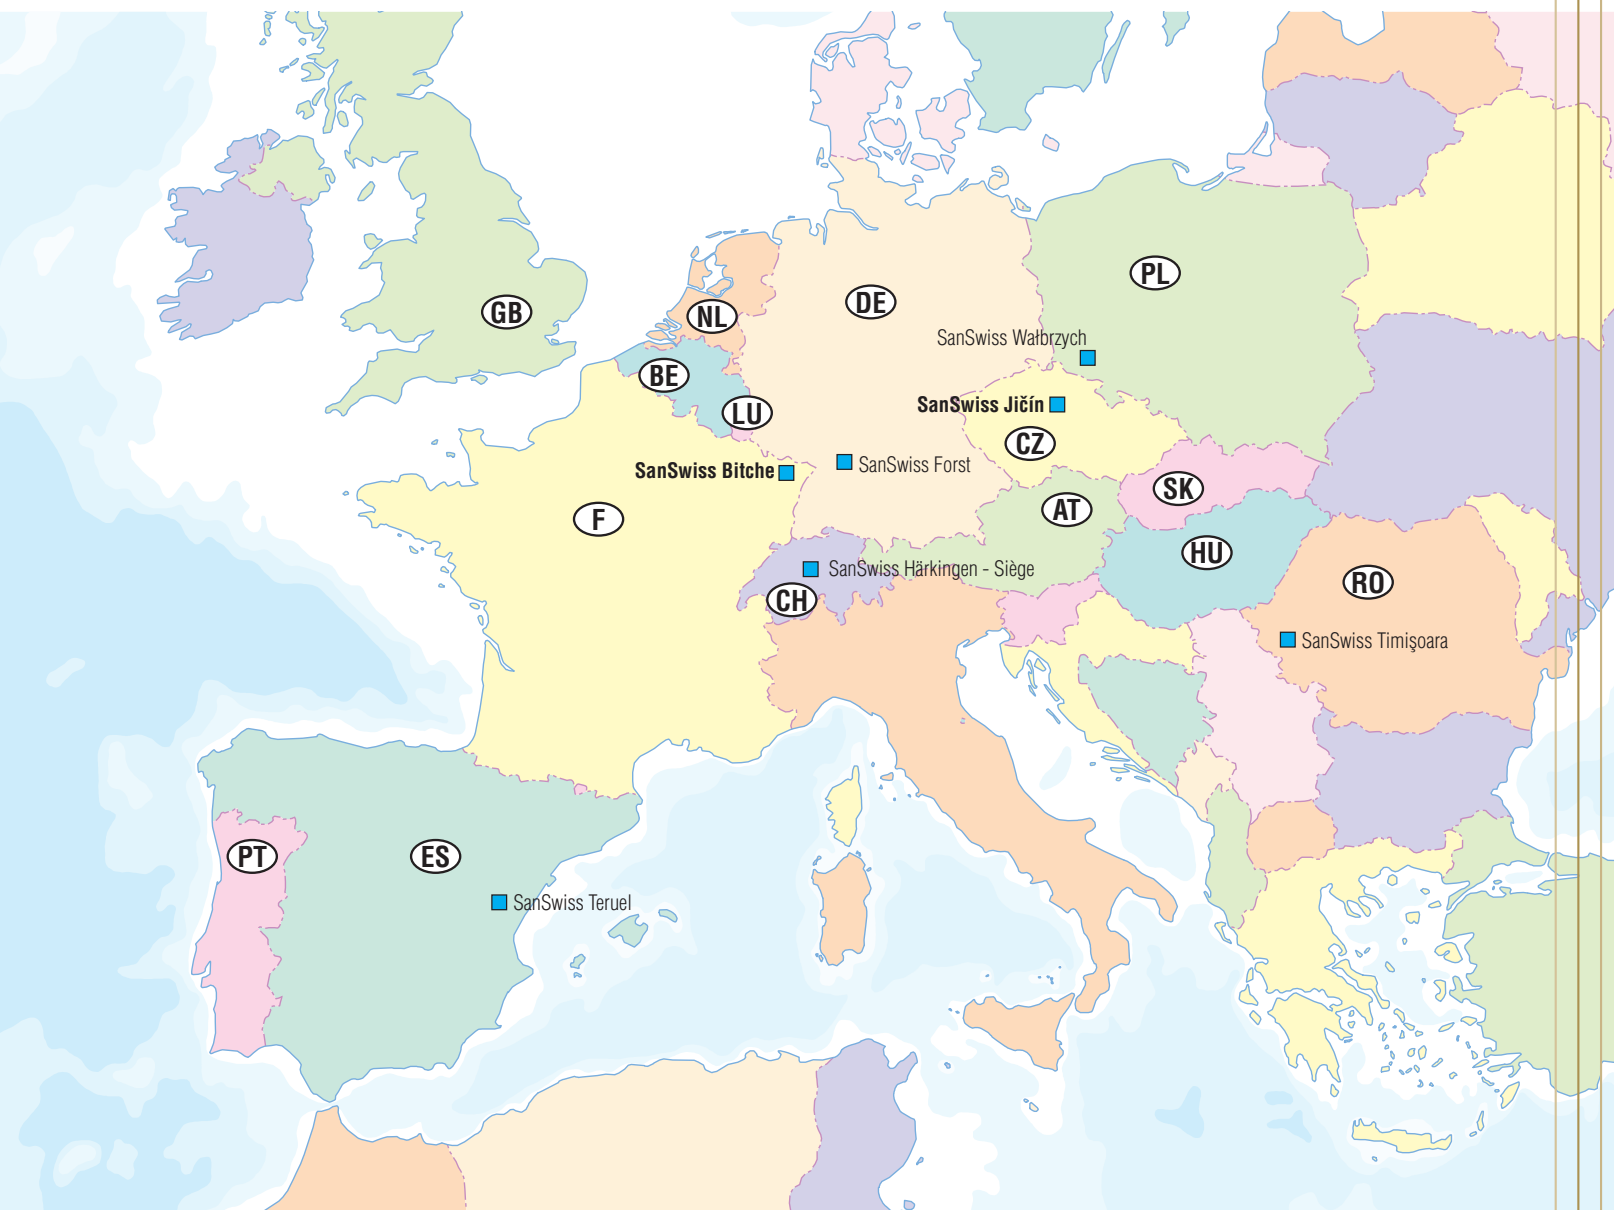 PL
DE
GB
NL
SanSwiss Wałbrzych
BE
SanSwiss Jičín
LU
CZ
SanSwiss Forst
SanSwiss Bitche
SK
AT
F
HU
SanSwiss Härkingen - Siège
RO
CH
SanSwiss Timişoara
PT
ES
SanSwiss Teruel